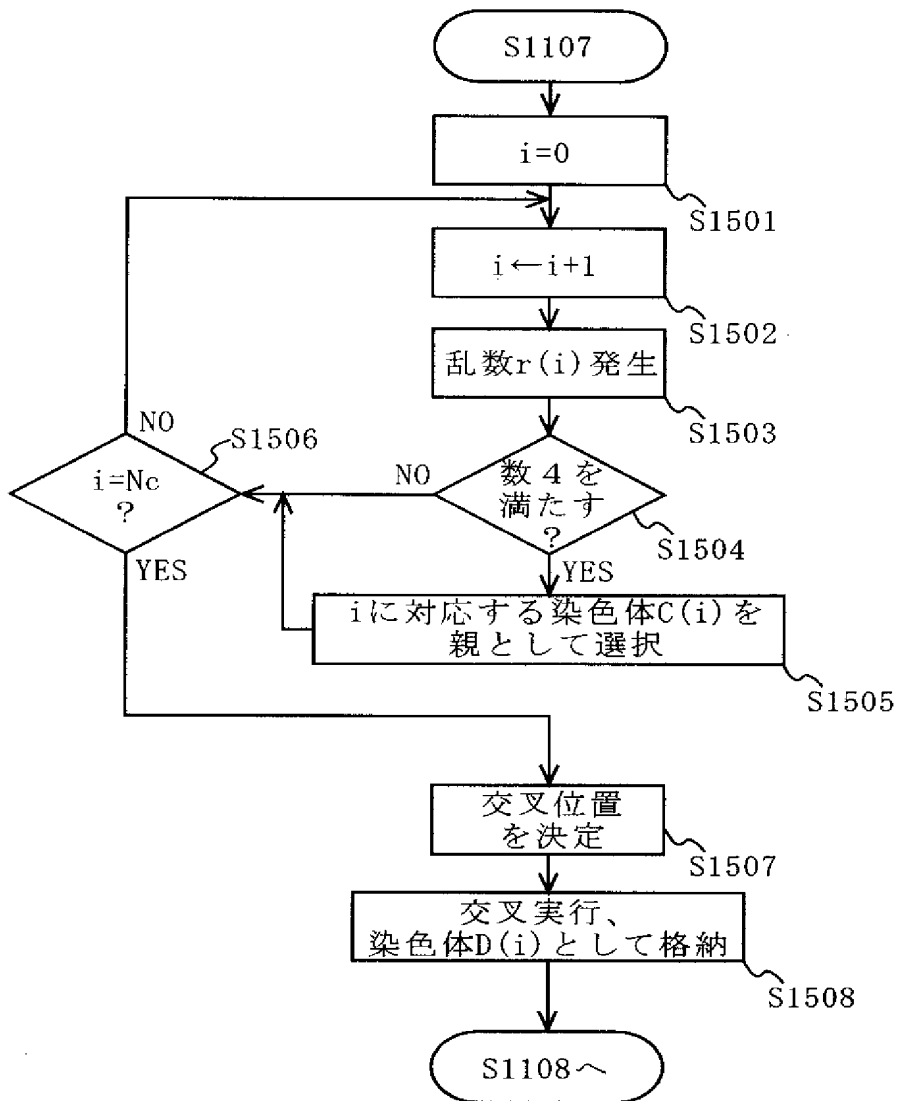 S1107
i=0
S1501
i←i+1
S1502
乱数r(i)発生
S1503
NO
S1506
i=Nc
?
YES
NO
数4を
満たす
?
S1504
YES
iに対応する染色体C(i)を
親として選択
S1505
交叉位置
を決定
S1507
交叉実行、
染色体D(i)として格納
S1508
S1108へ